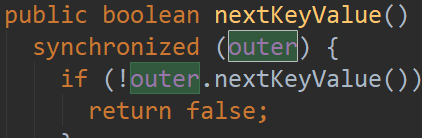 public boolean nextKeyValue()
synchronized (outer) {
if (!outer.nextKeyValue())
return false;
}